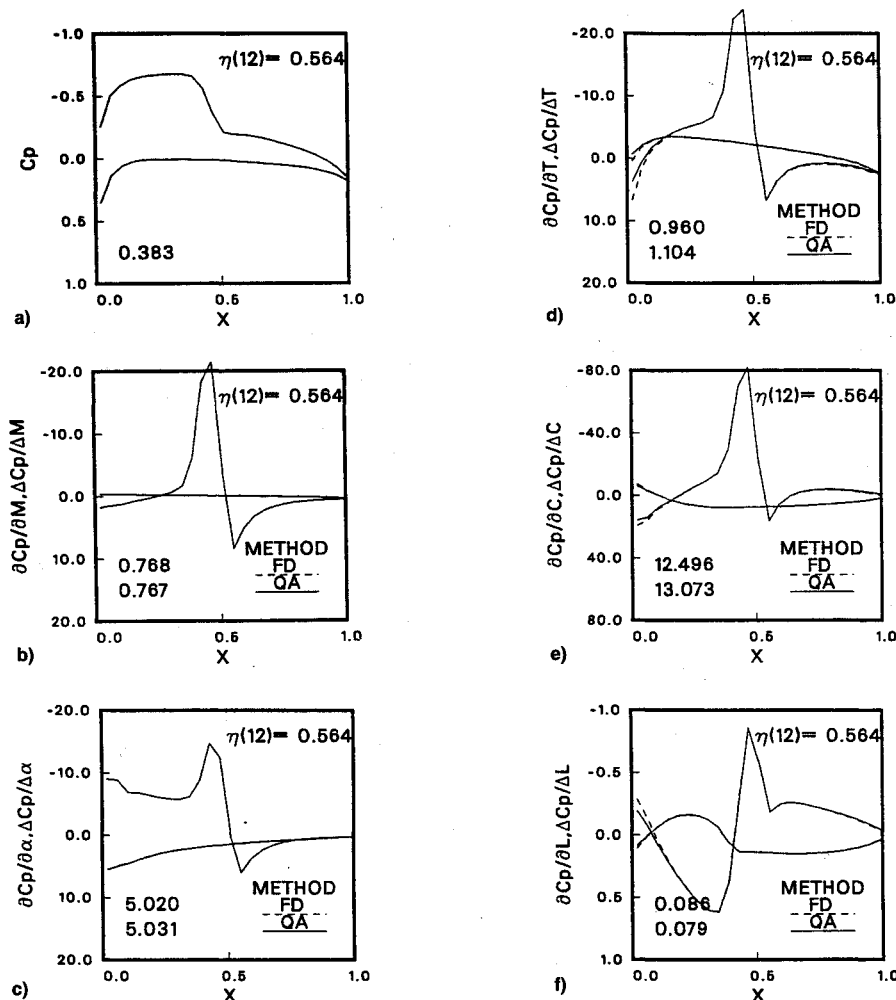 -1.0
-0.5
0.0
0.5
1.0
Cp
η(12)= 0.564
0.383
0.0 0.5 1.0
X
a)
-20.0
-10.0
0.0
10.0
20.0
∂Cp/∂M,ΔCp/ΔM
η(12)= 0.564
0.768
0.767
METHOD
FD
QA
0.0 0.5 1.0
X
b)
-20.0
-10.0
0.0
10.0
20.0
∂Cp/∂α,ΔCp/Δα
η(12)= 0.564
5.020
5.031
METHOD
FD
QA
0.0 0.5 1.0
X
c)
-20.0
-10.0
0.0
10.0
20.0
∂Cp/∂T,ΔCp/ΔT
η(12)= 0.564
0.960
1.104
METHOD
FD
QA
0.0 0.5 1.0
X
d)
-80.0
-40.0
0.0
40.0
80.0
∂Cp/∂C,ΔCp/ΔC
η(12)= 0.564
12.496
13.073
METHOD
FD
QA
0.0 0.5 1.0
X
e)
-1.0
-0.5
0.0
0.5
1.0
∂Cp/∂L,ΔCp/ΔL
η(12)= 0.564
0.086
0.079
METHOD
FD
QA
0.0 0.5 1.0
X
f)